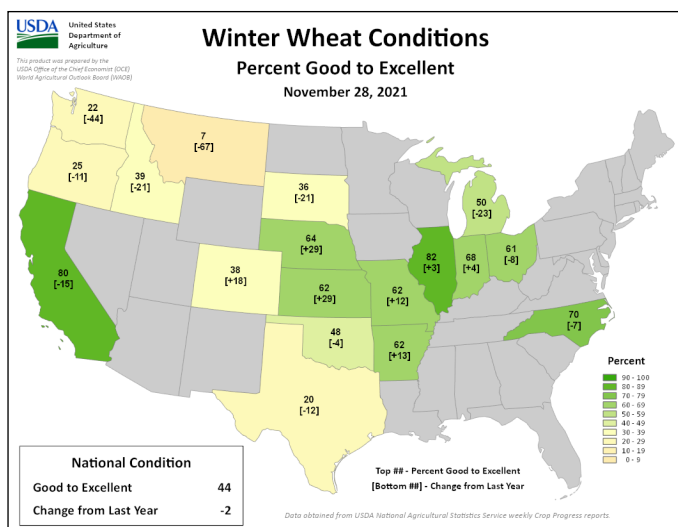 USDA
United States
Department of
Agriculture
This product was prepared by the
USDA Office of the Chief Economist (OCE)
World Agricultural Outlook Board (WAOB)
Winter Wheat Conditions
Percent Good to Excellent
November 28, 2021
22
[-44]
7
[-67]
25
[-11]
39
[-21]
36
[-21]
50
[-23]
64
[+29]
80
[-15]
38
[+18]
62
[+29]
62
[+12]
82
[+3]
68
[+4]
61
[-8]
48
[-4]
62
[+13]
70
[-7]
20
[-12]
Percent
90 - 100
80 - 89
70 - 79
60 - 69
50 - 59
40 - 49
30 - 39
20 - 29
10 - 19
0 - 9
National Condition
Good to Excellent 44
Change from Last Year -2
Top ## - Percent Good to Excellent
[Bottom ##] - Change from Last Year
Data obtained from USDA National Agricultural Statistics Service weekly Crop Progress reports.